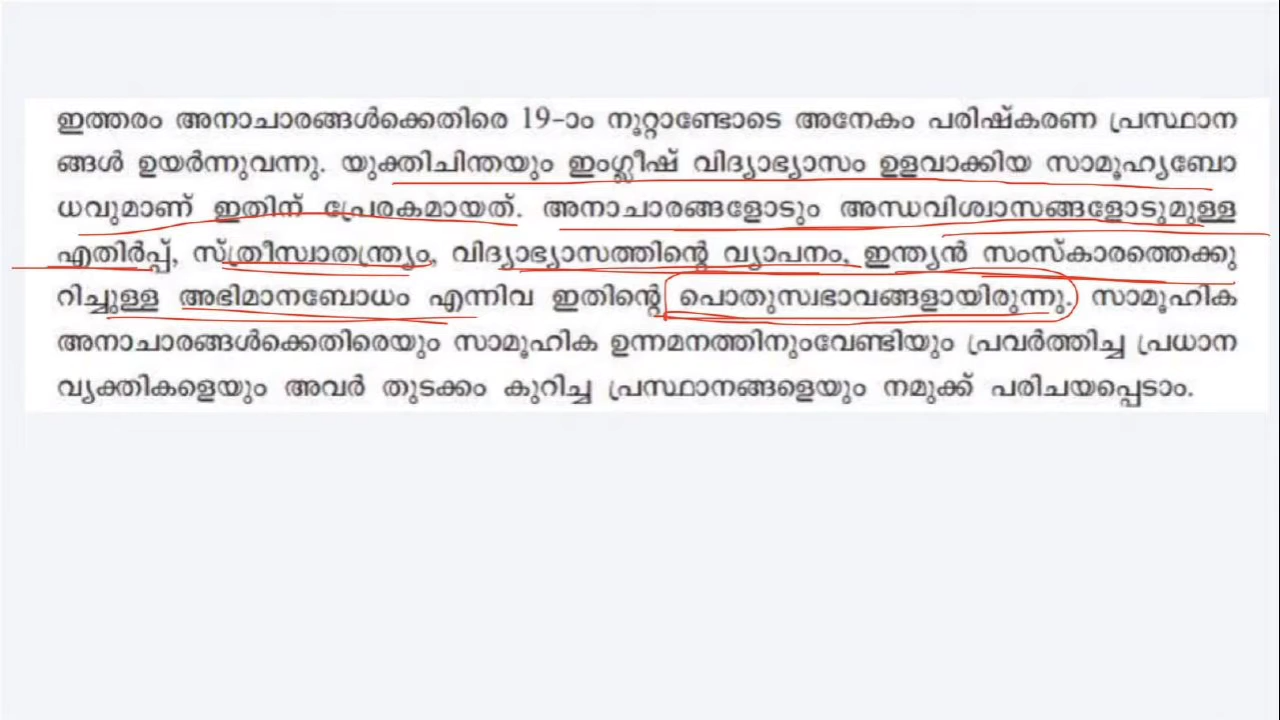 ഇത്തരം അനാചാരങ്ങൾക്കെതിരെ 19-ാം നൂറ്റാണ്ടോടെ അനേകം പരിഷ്കരണ പ്രസ്ഥാന
ങ്ങൾ ഉയർന്നുവന്നു. യുക്തിചിന്തയും ഇംഗ്ലീഷ് വിദ്യാഭ്യാസം ഉളവാക്കിയ സാമൂഹ്യബോ
ധവുമാണ് ഇതിന് പ്രേരകമായത്. അനാചാരങ്ങളോടും അന്ധവിശ്വാസങ്ങളോടുമുള്ള
എതിർപ്പ്, സ്ത്രീസ്വാതന്ത്ര്യം, വിദ്യാഭ്യാസത്തിന്റെ വ്യാപനം, ഇന്ത്യൻ സംസ്കാരത്തെക്കു
റിച്ചുള്ള അഭിമാനബോധം എന്നിവ ഇതിന്റെ പൊതുസ്വഭാവങ്ങളായിരുന്നു. സാമൂഹിക
അനാചാരങ്ങൾക്കെതിരെയും സാമൂഹിക ഉന്നമനത്തിനുംവേണ്ടിയും പ്രവർത്തിച്ച പ്രധാന
വ്യക്തികളെയും അവർ തുടക്കം കുറിച്ച പ്രസ്ഥാനങ്ങളെയും നമുക്ക് പരിചയപ്പെടാം.